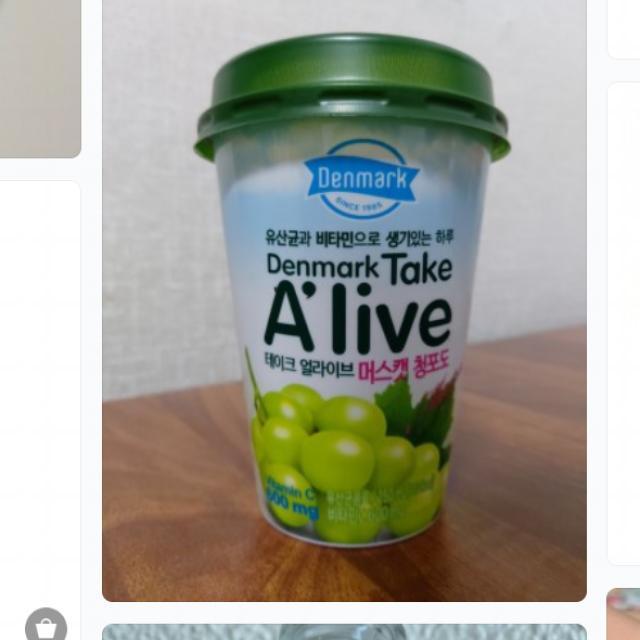 Denmark
SINCE 1985
유산균과 비타민으로 생기있는 하루
Denmark Take
A'live
테이크 얼라이브 머스캣 청포도
Vitamin C
500 mg